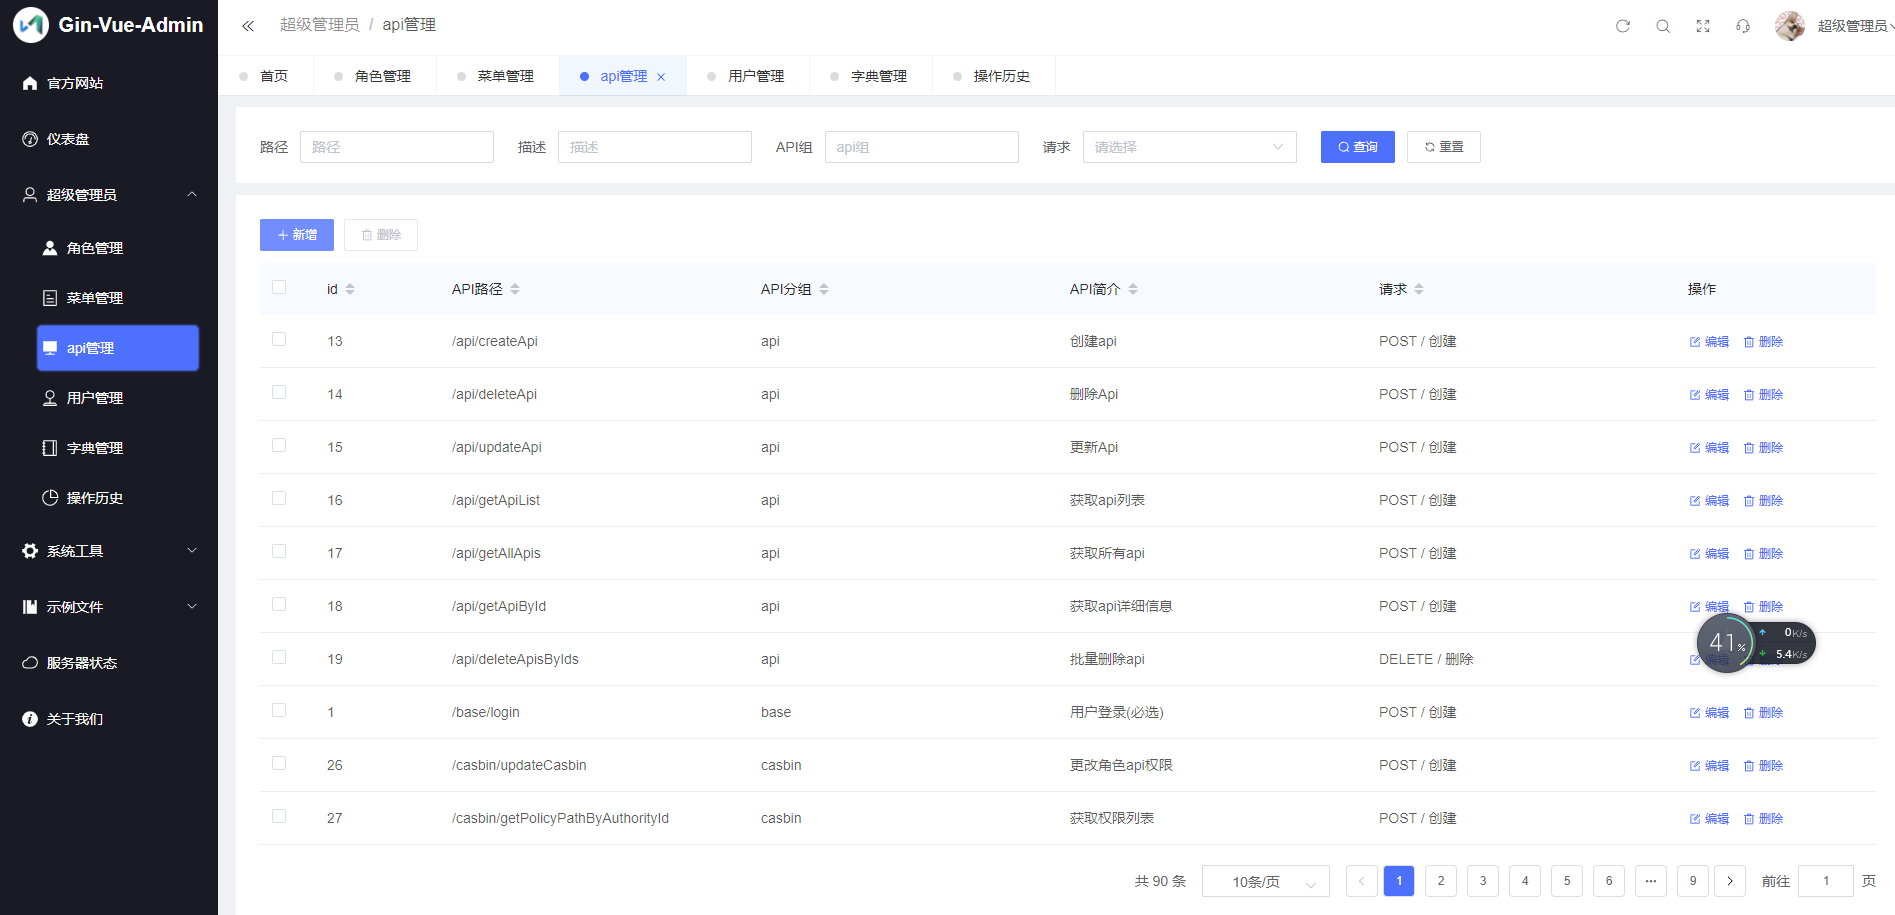 Gin-Vue-Admin
超级管理员 / api管理
超级管理员
官方网站
仪表盘
超级管理员
角色管理
菜单管理
api管理
用户管理
字典管理
操作历史
系统工具
示例文件
服务器状态
关于我们
首页 角色管理 菜单管理 api管理 × 用户管理 字典管理 操作历史
路径 路径 描述 描述 API组 api组 请求 请选择 查询 重置
+ 新增 删除
id API路径 API分组 API简介 请求 操作
13 /api/createApi api 创建api POST / 创建 编辑 删除
14 /api/deleteApi api 删除Api POST / 创建 编辑 删除
15 /api/updateApi api 更新Api POST / 创建 编辑 删除
16 /api/getApiList api 获取api列表 POST / 创建 编辑 删除
17 /api/getAllApis api 获取所有api POST / 创建 编辑 删除
18 /api/getApiById api 获取api详细信息 POST / 创建 编辑 删除
41% 0K/s
5.4K/s
19 /api/deleteApisByIds api 批量删除api DELETE / 删除
1 /base/login base 用户登录(必选) POST / 创建 编辑 删除
26 /casbin/updateCasbin casbin 更改角色api权限 POST / 创建 编辑 删除
27 /casbin/getPolicyPathByAuthorityId casbin 获取权限列表 POST / 创建 编辑 删除
共 90 条 10条/页 < 1 2 3 4 5 6 ··· 9 > 前往 1 页